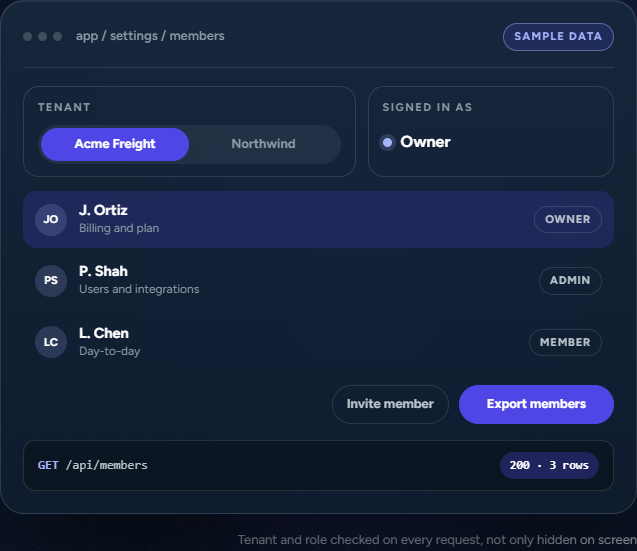 app / settings / members
SAMPLE DATA
TENANT
Acme Freight
Northwind
SIGNED IN AS
Owner
JO
J. Ortiz
Billing and plan
OWNER
PS
P. Shah
Users and integrations
ADMIN
LC
L. Chen
Day-to-day
MEMBER
Invite member
Export members
GET /api/members
200 · 3 rows
Tenant and role checked on every request, not only hidden on screen